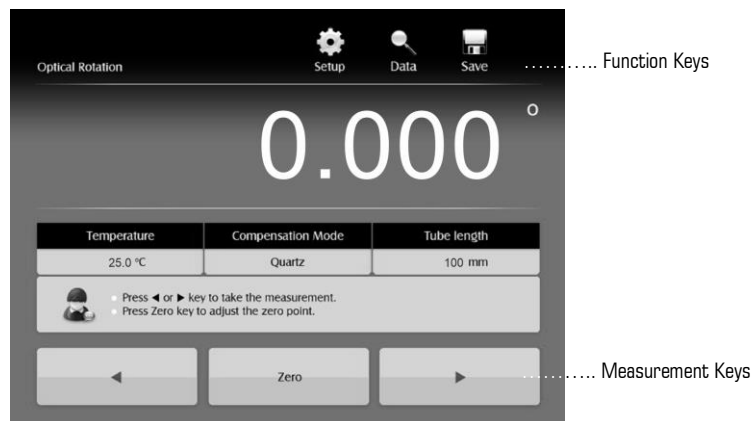 Setup Data Save
Optical Rotation
............ Function Keys
0.000 °
Temperature Compensation Mode Tube length
25.0 °C Quartz 100 mm
Press ◄ or ► key to take the measurement.
Press Zero key to adjust the zero point.
◄ Zero ►
........... Measurement Keys